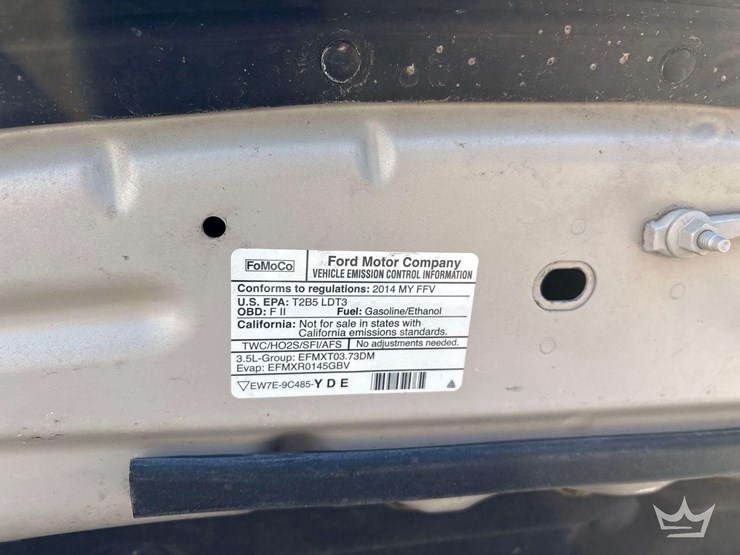 FoMoCo
Ford Motor Company
VEHICLE EMISSION CONTROL INFORMATION
Conforms to regulations: 2014 MY FFV
U.S. EPA: T2B5 LDT3
OBD: F II Fuel: Gasoline/Ethanol
California: Not for sale in states with
California emissions standards.
TWC/HO2S/SFI/AFS No adjustments needed.
3.5L-Group: EFMXT03.73DM
Evap: EFMXR0145GBV
EW7E-9C485-YDE